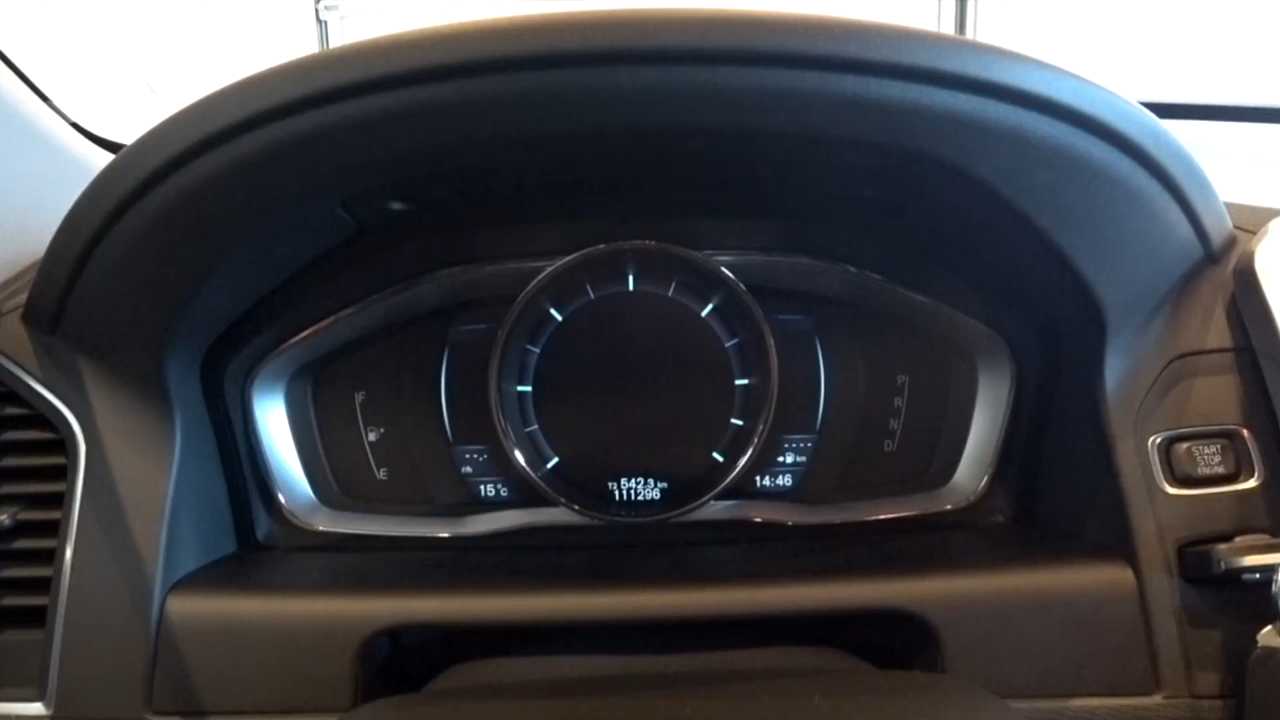 F
E
--.-
15°C
T2 542.3 km
111296
----
km
14:46
P
R
N
D
START
STOP
ENGINE